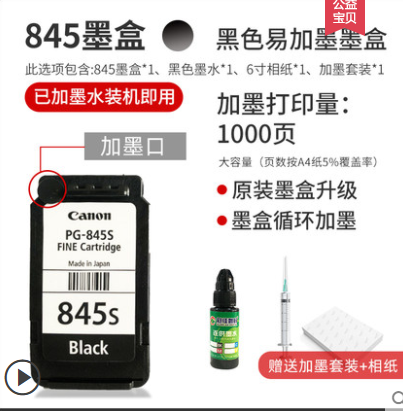 公益
宝贝
845墨盒
黑色易加墨墨盒
此选项包含:845墨盒*1、黑色墨水*1、6寸相纸*1、加墨套装*1
已加墨水装机即用
加墨打印量:
1000页
大容量（页数按A4纸5%覆盖率）
加墨口
原装墨盒升级
墨盒循环加墨
Canon
PG-845S
FINE Cartridge
Made in Japan
845s
Black
赠送加墨套装+相纸